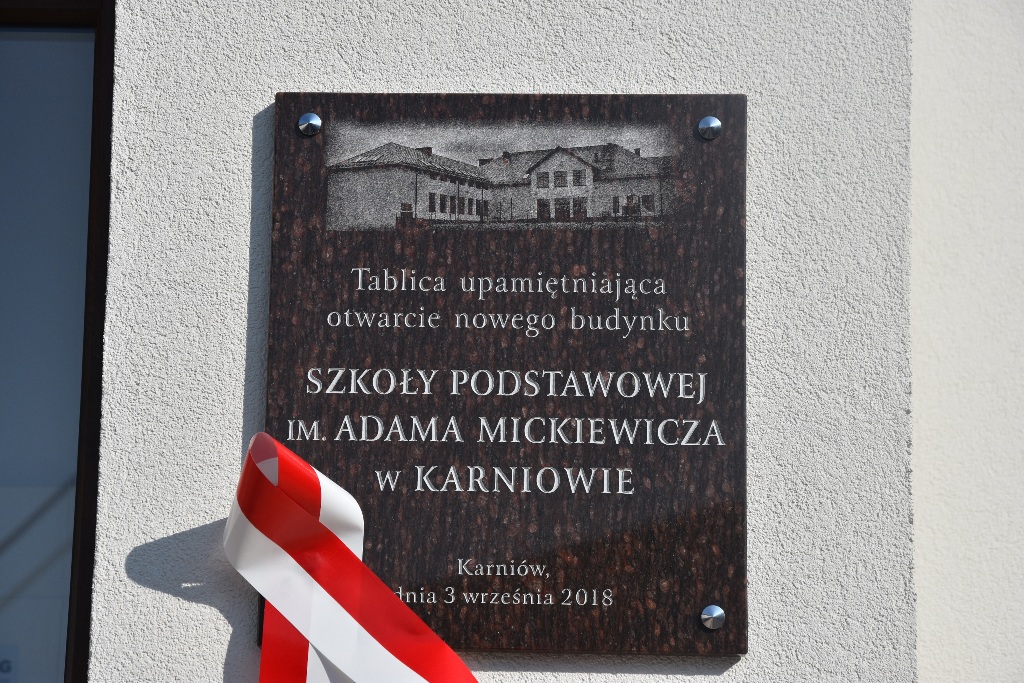 Tablica upamiętniająca
otwarcie nowego budynku
SZKOŁY PODSTAWOWEJ
IM. ADAMA MICKIEWICZA
w KARNIOWIE
Karniów,
dnia 3 września 2018
G